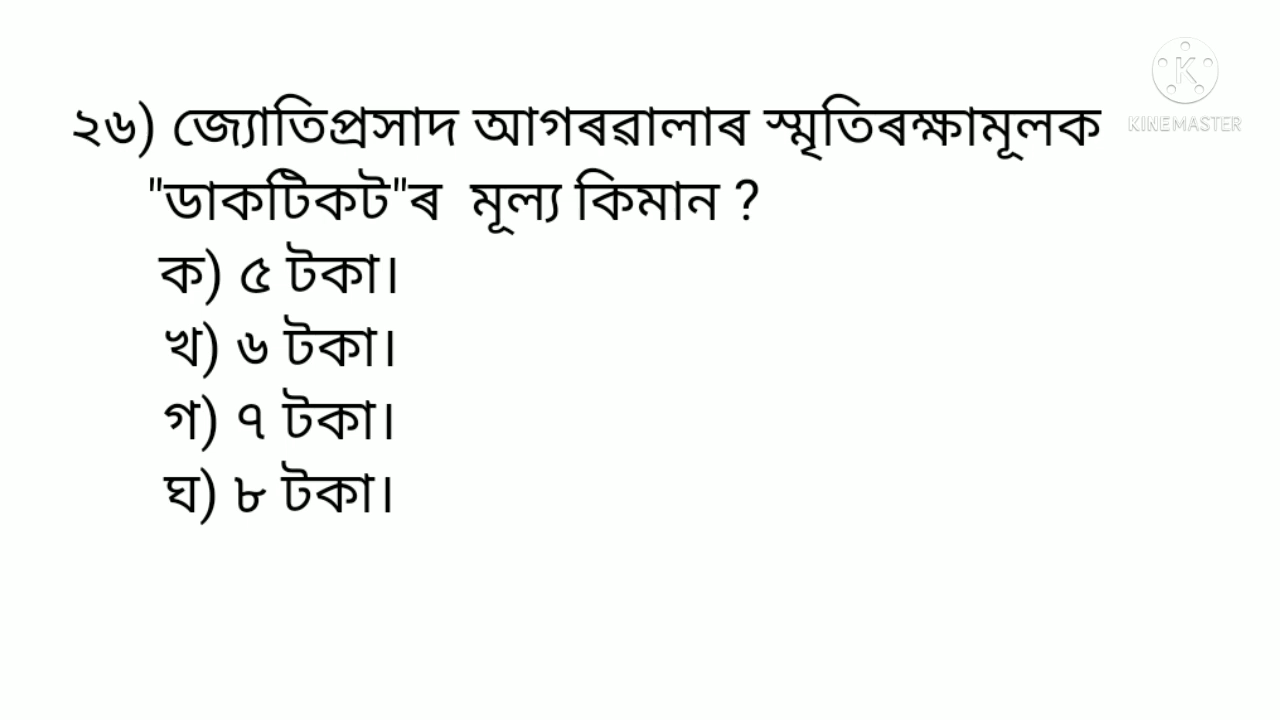 ২৬) জ্যোতিপ্ৰসাদ আগৰৱালাৰ স্মৃতিৰক্ষামূলক
"ডাকটিকট"ৰ মূল্য কিমান ?
ক) ৫ টকা।
খ) ৬ টকা।
গ) ৭ টকা।
ঘ) ৮ টকা।
KINEMASTER